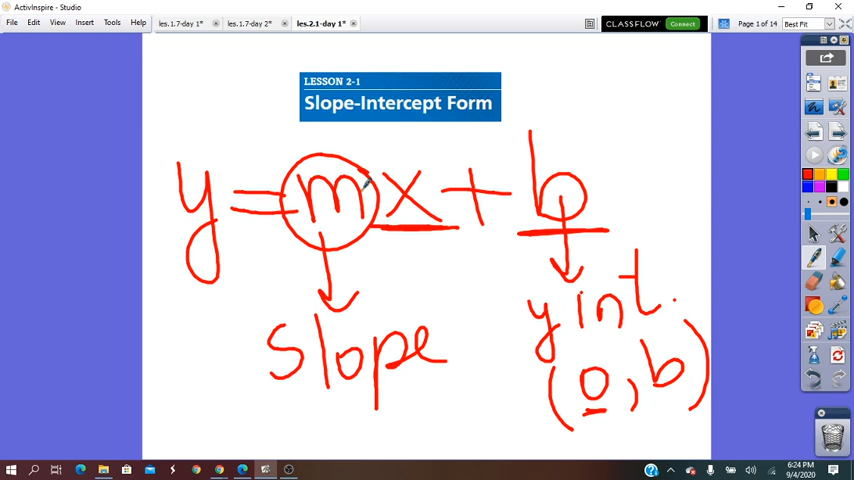 ActivInspire - Studio
File Edit View Insert Tools Help
les.1.7-day 1* les.1.7-day 2* les.2.1-day 1*
CLASSFLOW Connect
Page 1 of 14 Best Fit
LESSON 2-1
Slope-Intercept Form
y = mx + b
slope
y int.
(0, b)
6:24 PM
9/4/2020